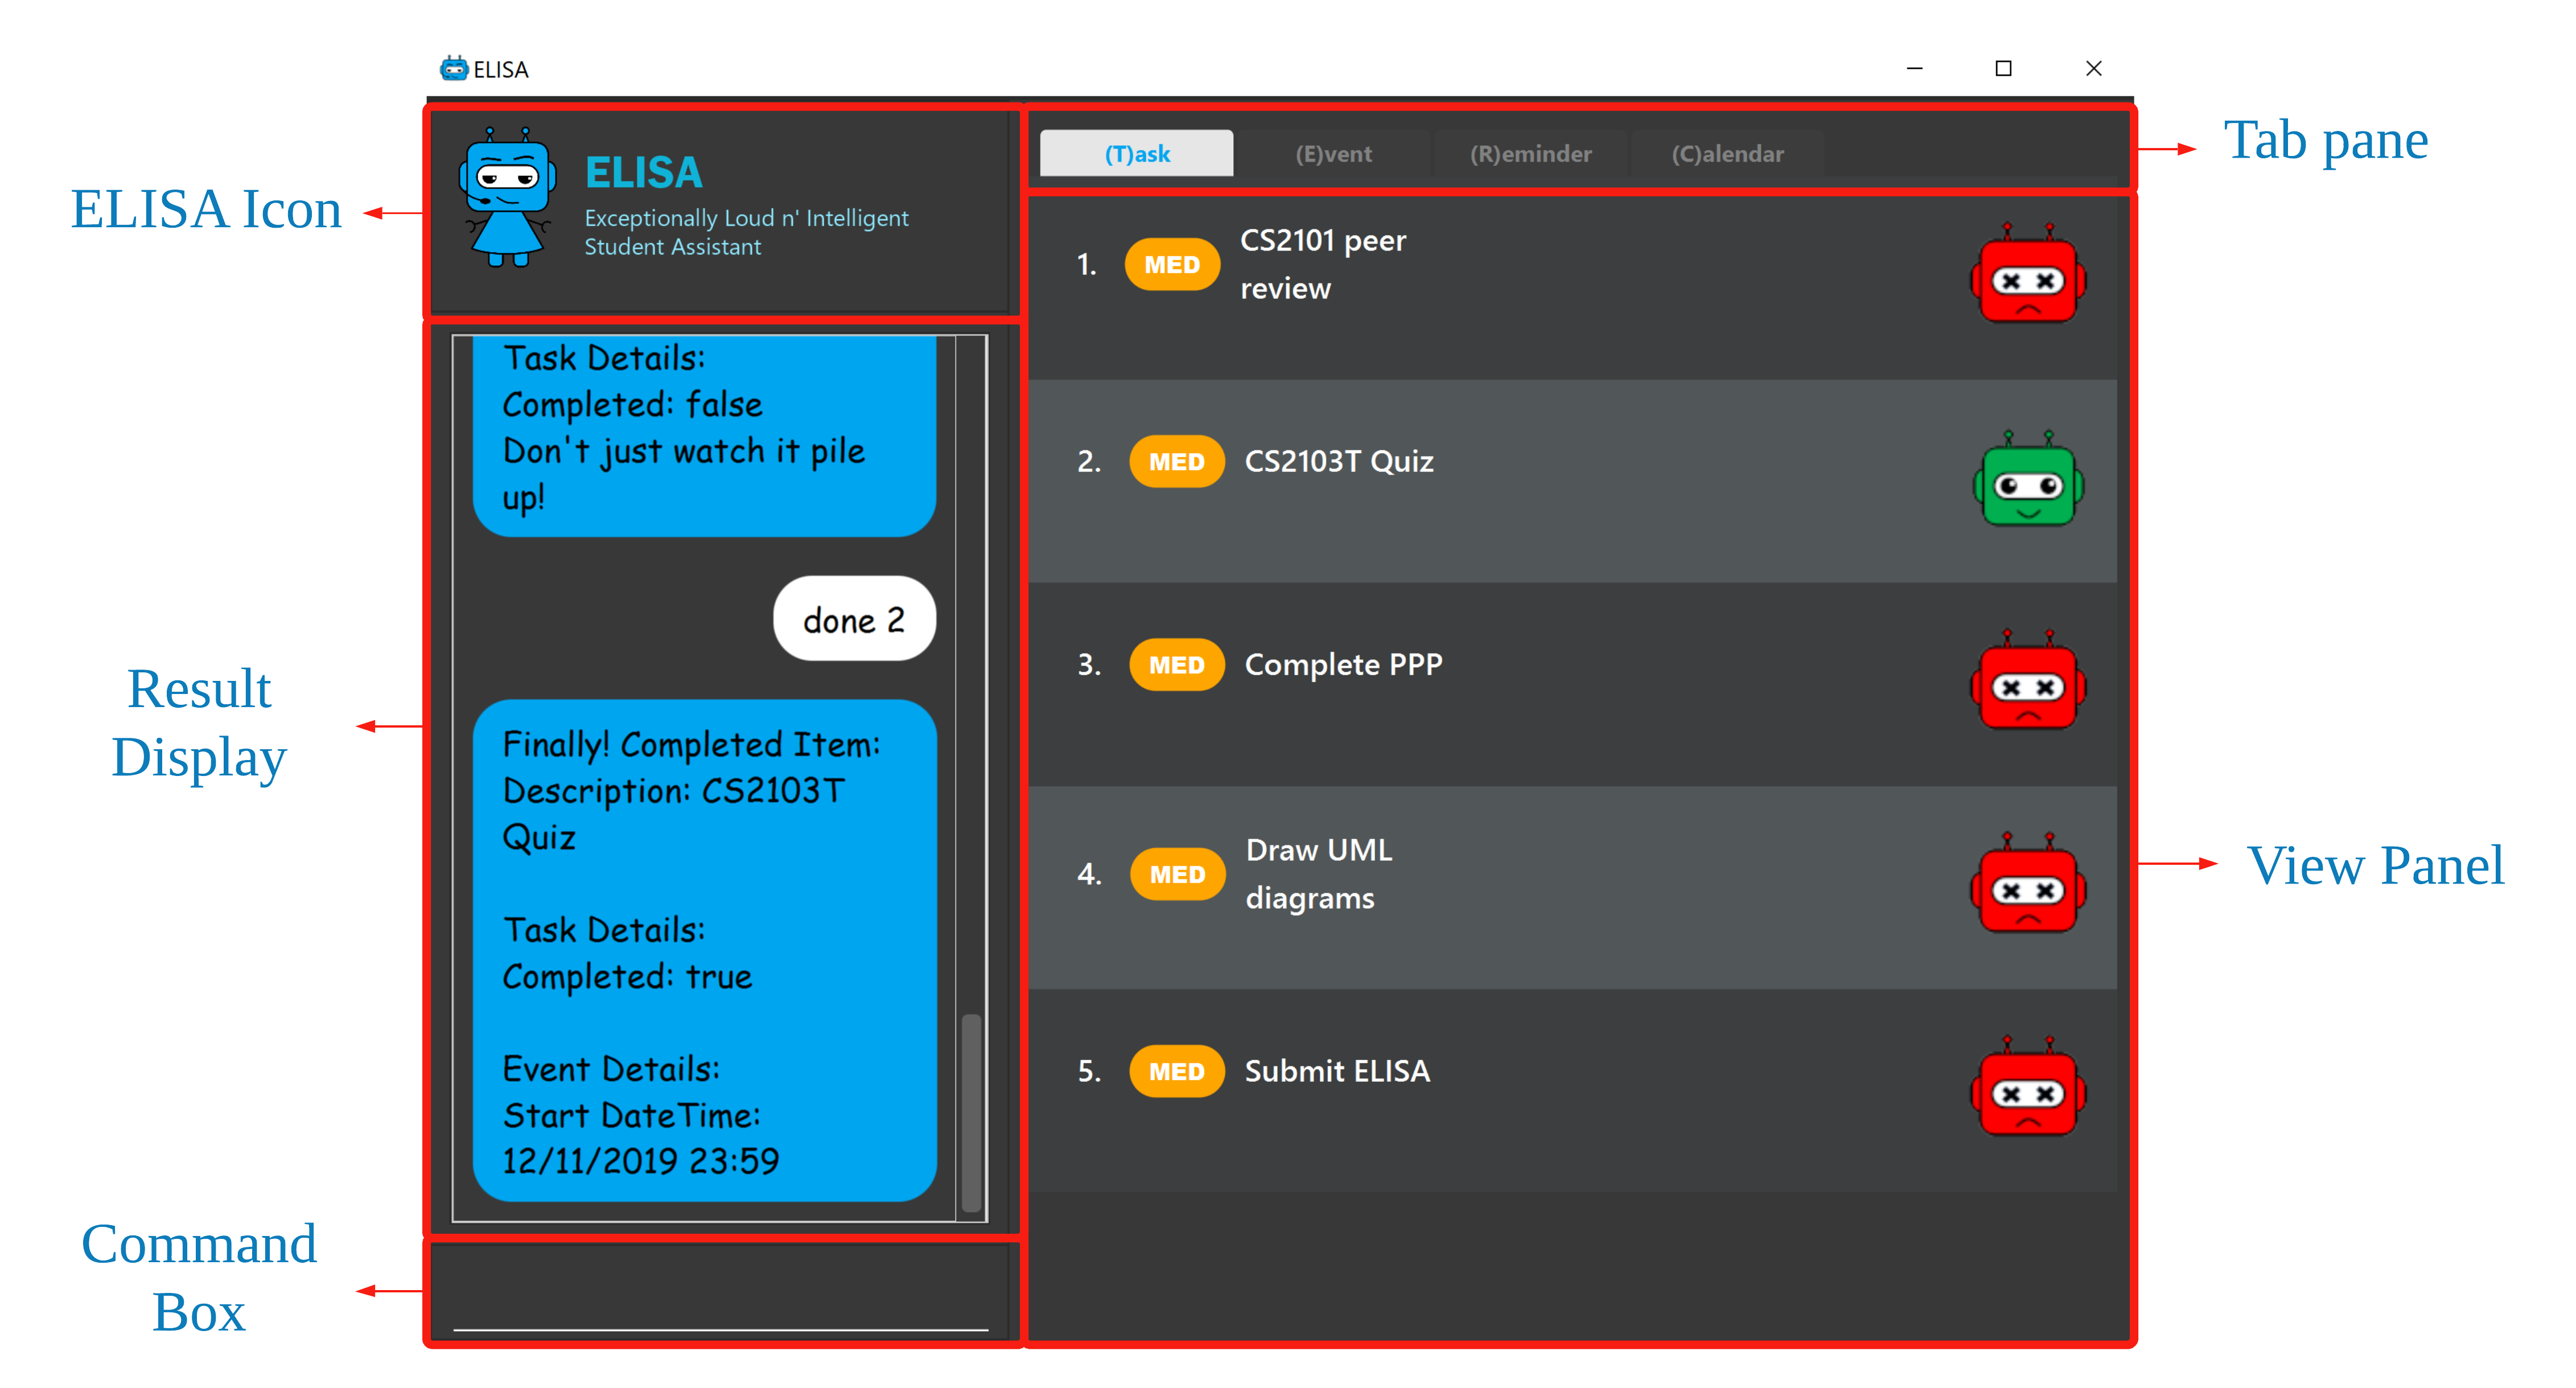 ELISA
ELISA Icon
ELISA
Exceptionally Loud n' Intelligent
Student Assistant
Result
Display
Task Details:
Completed: false
Don't just watch it pile
up!
done 2
Finally! Completed Item:
Description: CS2103T
Quiz
Task Details:
Completed: true
Event Details:
Start DateTime:
12/11/2019 23:59
Command
Box
Tab pane
(T)ask
(E)vent
(R)eminder
(C)alendar
View Panel
1. MED CS2101 peer
review
2. MED CS2103T Quiz
3. MED Complete PPP
4. MED Draw UML
diagrams
5. MED Submit ELISA